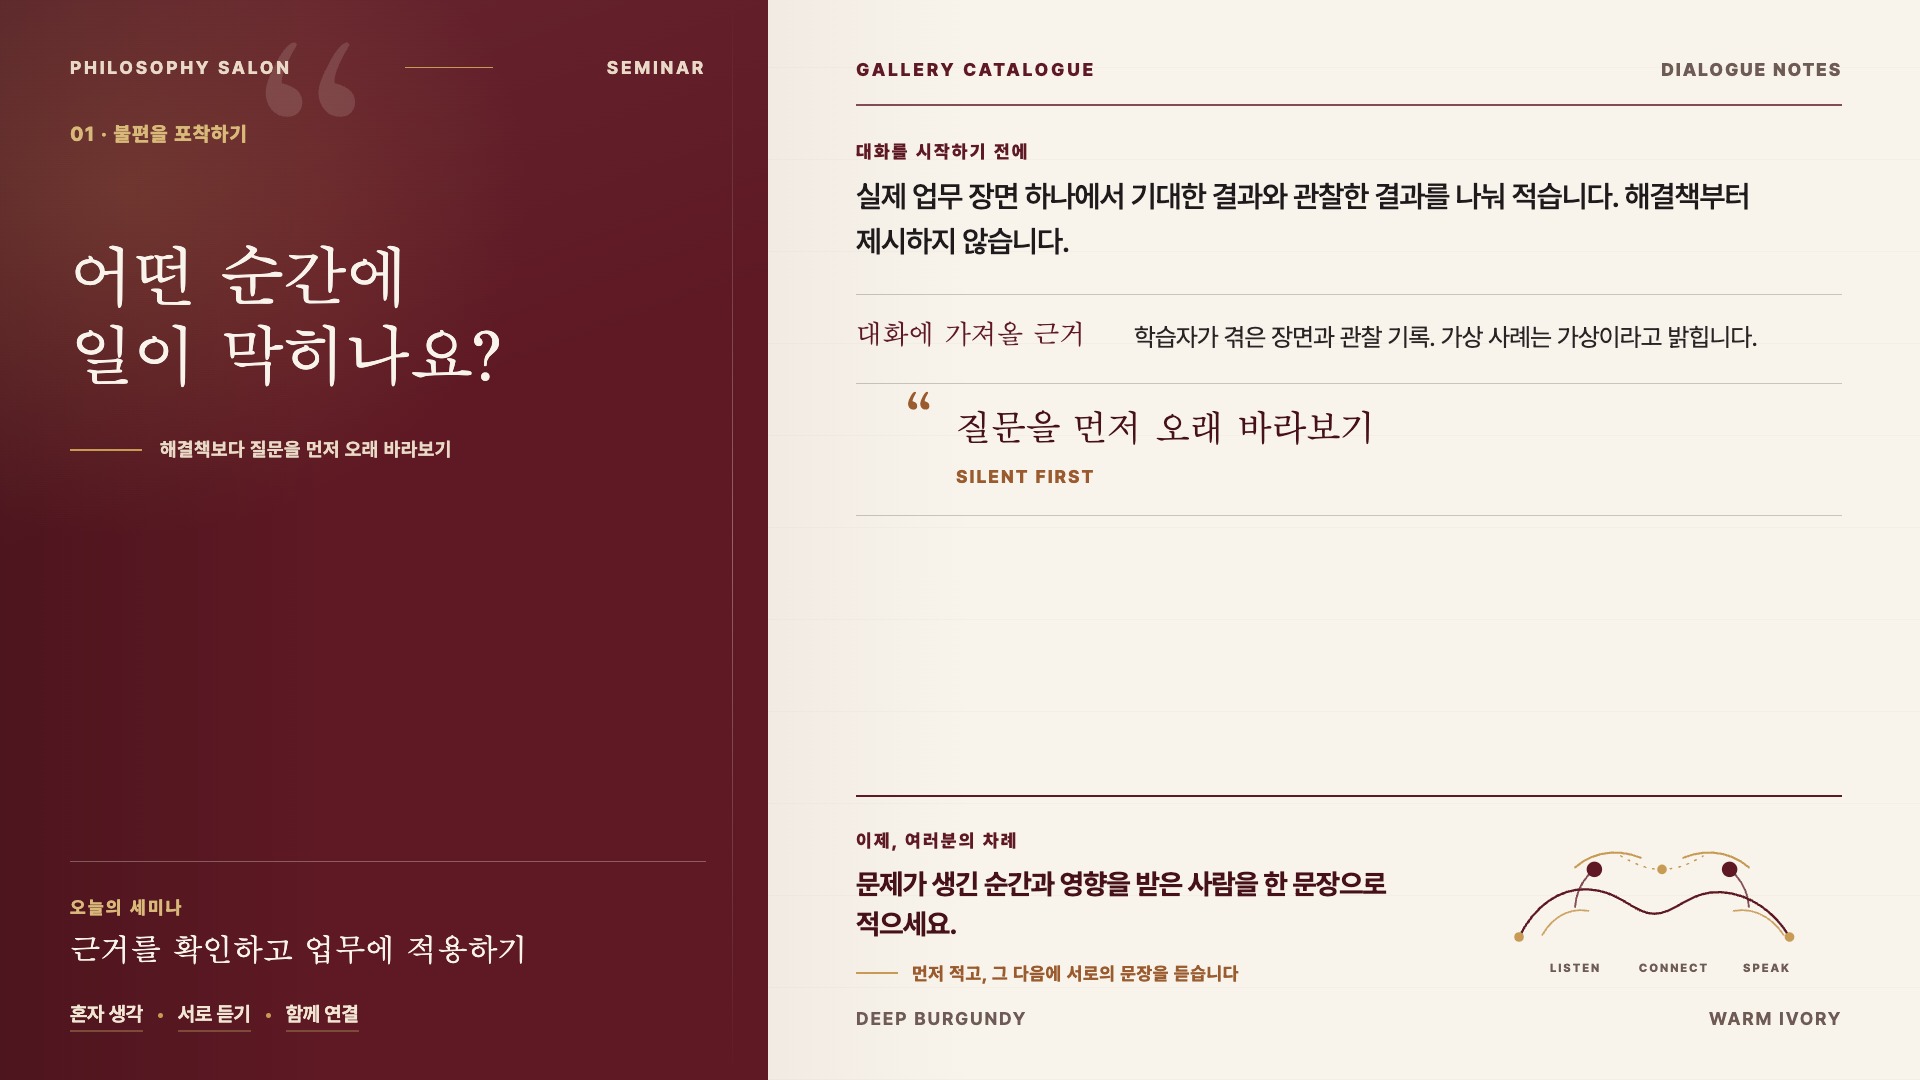 PHILOSOPHY SALON
SEMINAR
01 · 불편을 포착하기
어떤 순간에
일이 막히나요?
해결책보다 질문을 먼저 오래 바라보기
오늘의 세미나
근거를 확인하고 업무에 적용하기
혼자 생각 • 서로 듣기 • 함께 연결
GALLERY CATALOGUE
DIALOGUE NOTES
대화를 시작하기 전에
실제 업무 장면 하나에서 기대한 결과와 관찰한 결과를 나눠 적습니다. 해결책부터
제시하지 않습니다.
대화에 가져올 근거
학습자가 겪은 장면과 관찰 기록. 가상 사례는 가상이라고 밝힙니다.
“
질문을 먼저 오래 바라보기
SILENT FIRST
이제, 여러분의 차례
문제가 생긴 순간과 영향을 받은 사람을 한 문장으로
적으세요.
먼저 적고, 그 다음에 서로의 문장을 듣습니다
LISTEN CONNECT SPEAK
DEEP BURGUNDY
WARM IVORY